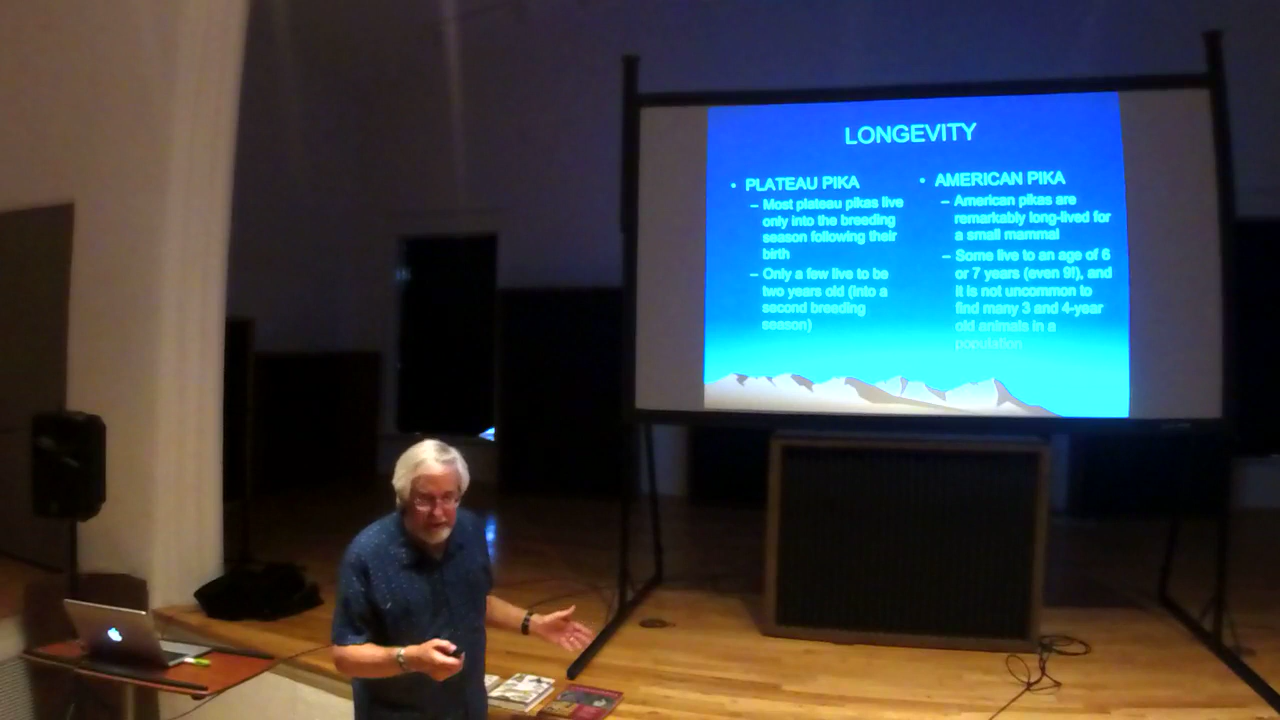 LONGEVITY
• PLATEAU PIKA
– Most plateau pikas live
only into the breeding
season following their
birth
– Only a few live to be
two years old (into a
second breeding
season)
• AMERICAN PIKA
– American pikas are
remarkably long-lived for
a small mammal
– Some live to an age of 6
or 7 years (even 9!), and
it is not uncommon to
find many 3 and 4-year
old animals in a
population